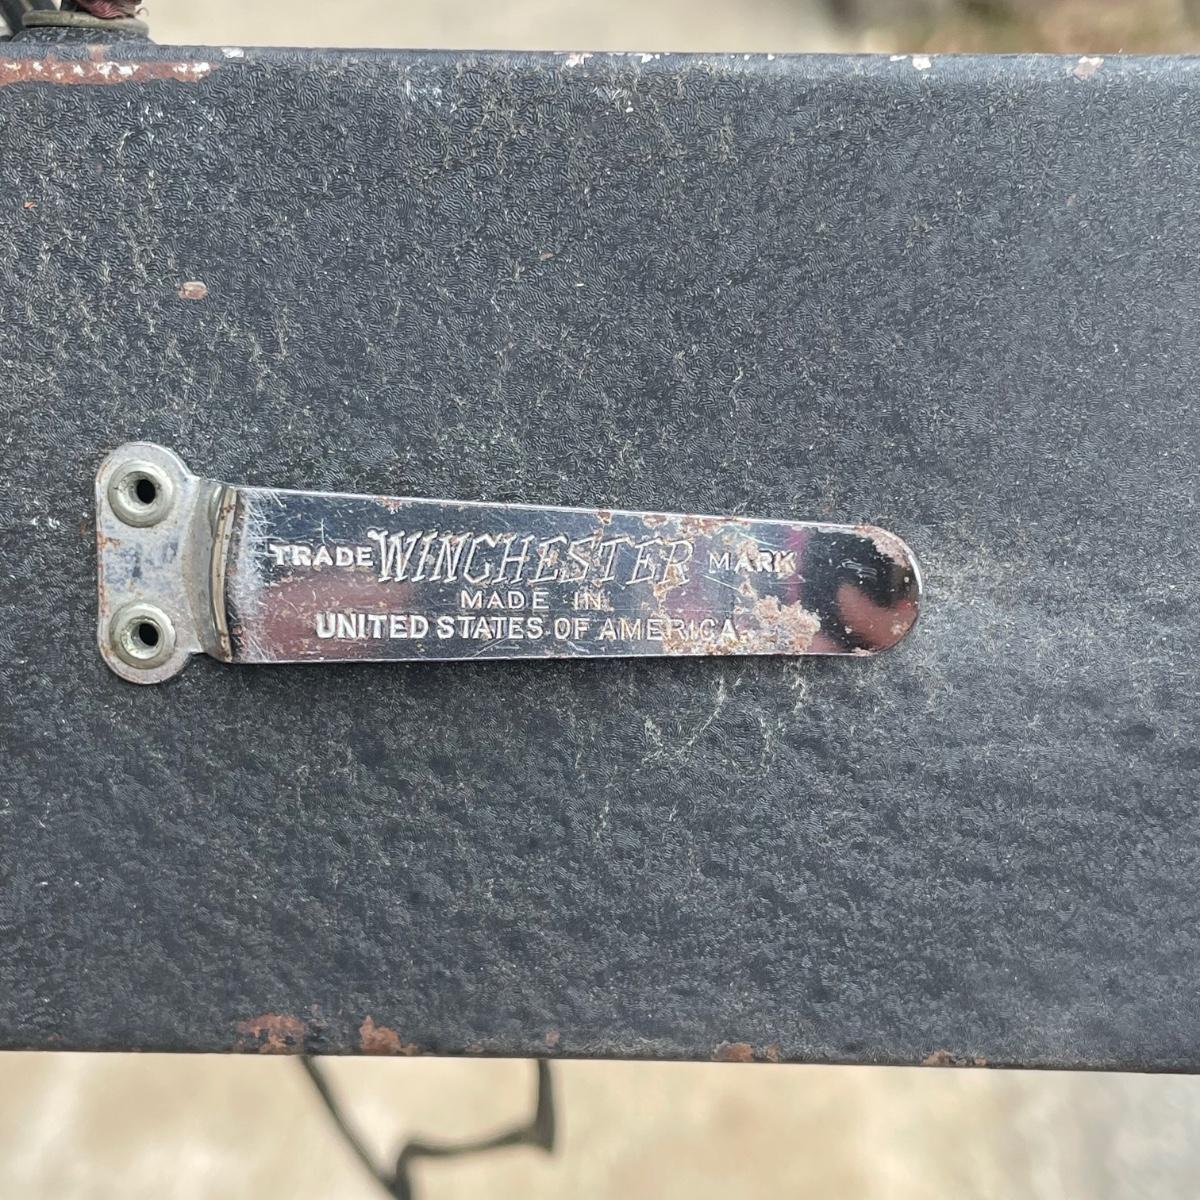 TRADE WINCHESTER MARK
MADE IN
UNITED STATES OF AMERICA.